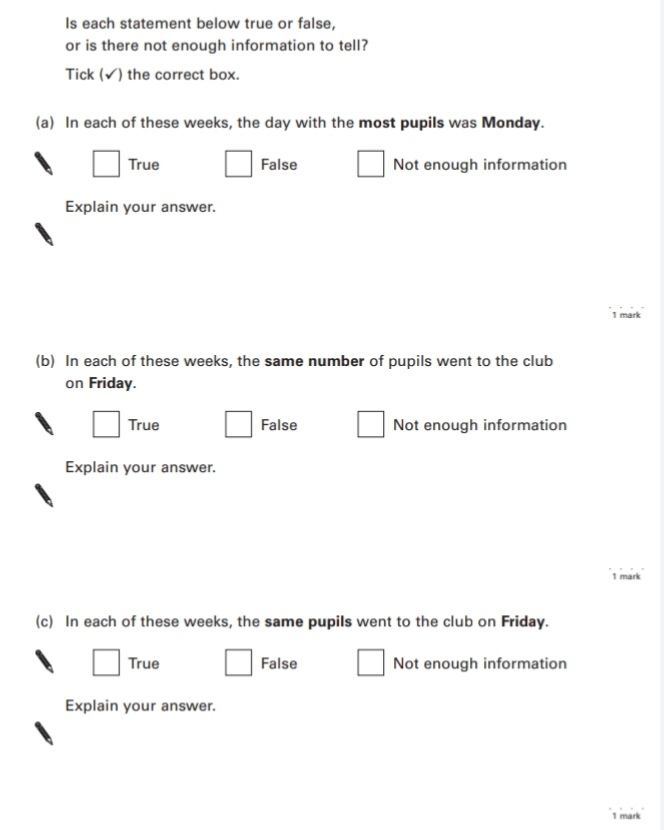 Is each statement below true or false,
or is there not enough information to tell?
Tick (✓) the correct box.
(a) In each of these weeks, the day with the most pupils was Monday.
True False Not enough information
Explain your answer.
1 mark
(b) In each of these weeks, the same number of pupils went to the club
on Friday.
True False Not enough information
Explain your answer.
1 mark
(c) In each of these weeks, the same pupils went to the club on Friday.
True False Not enough information
Explain your answer.
1 mark